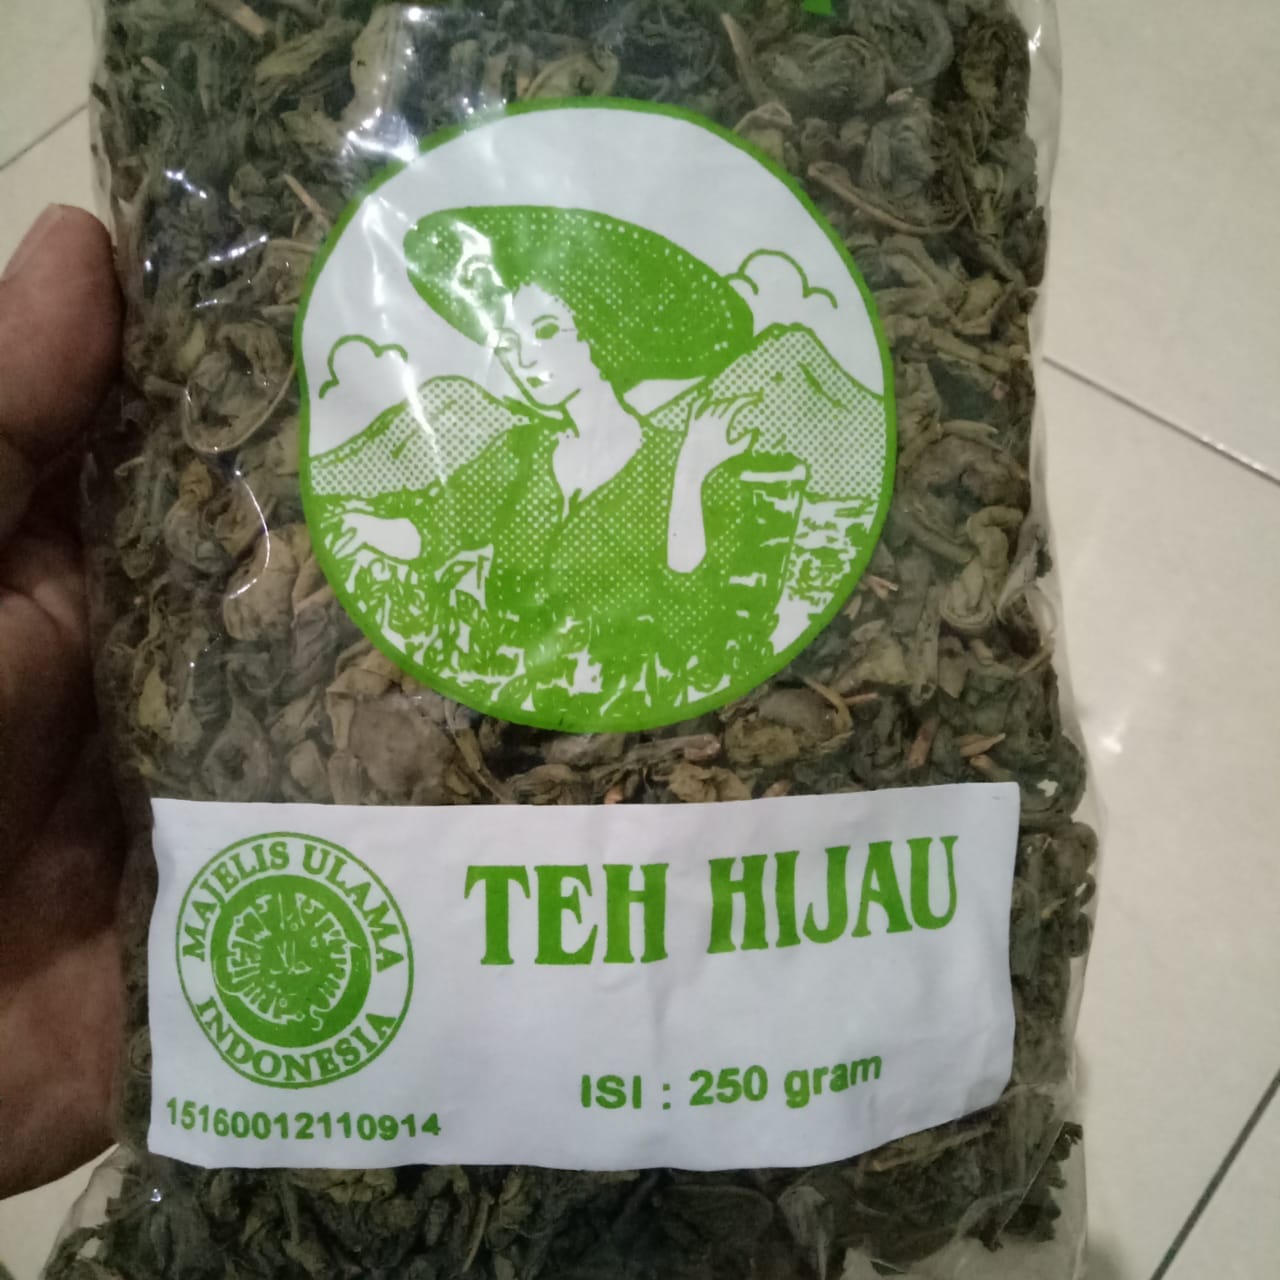 TEH HIJAU
MAJELIS ULAMA
INDONESIA
ISI : 250 gram
15160012110914